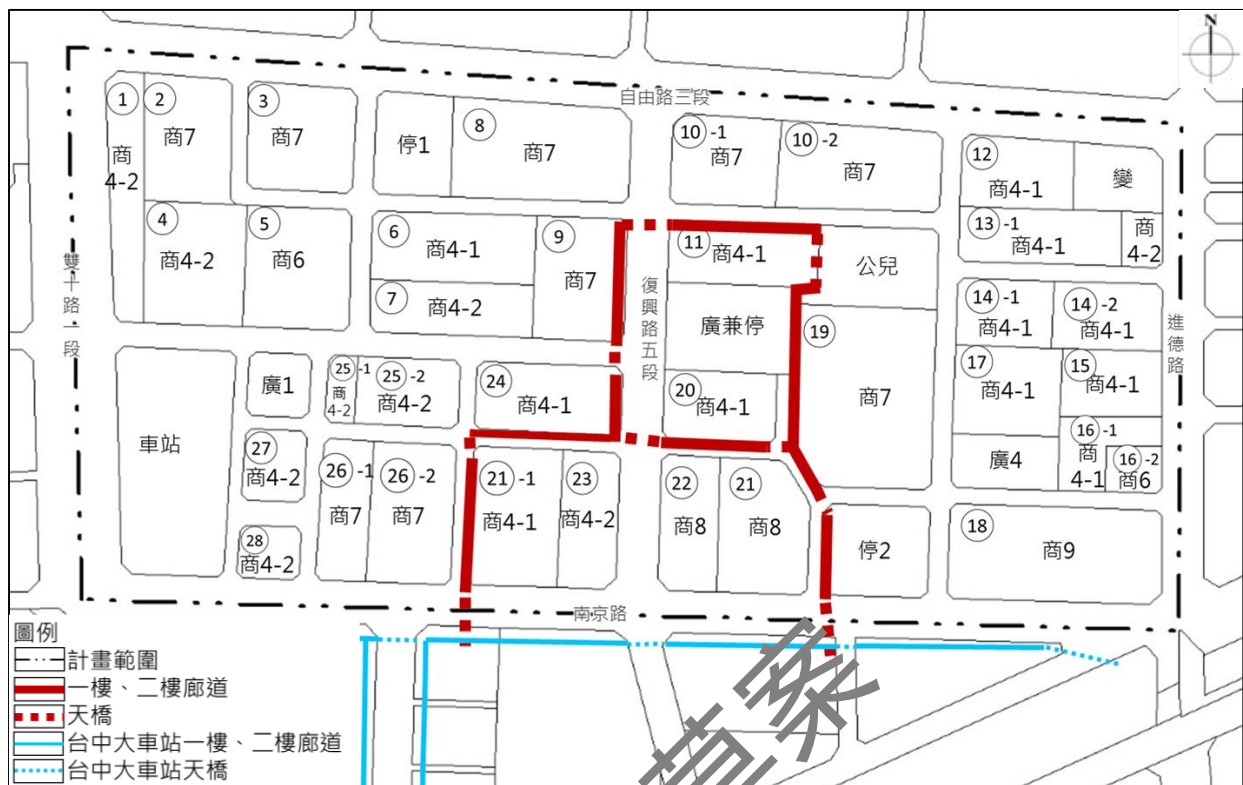 N
自由路三段
① 商 4-2
② 商7
③ 商7
停1
⑧ 商7
⑩-1 商7
⑩-2 商7
⑫ 商4-1
變
④ 商4-2
⑤ 商6
⑥ 商4-1
⑨ 商7
⑪ 商4-1
公兒
⑬-1 商4-1
商 4-2
⑦ 商4-2
雙十路一段
復興路五段
廣兼停
⑲ 商7
⑭-1 商4-1
⑭-2 商4-1
進德路
車站
廣1
㉕-1 商 4-2
㉕-2 商4-2
㉔ 商4-1
⑳ 商4-1
⑰ 商4-1
⑮ 商4-1
㉗ 商4-2
㉖-1 商7
㉖-2 商7
㉑-1 商4-1
㉓ 商4-2
㉒ 商8
㉑ 商8
廣4
⑯-1 商 4-1
⑯-2 商6
㉘ 商4-2
停2
⑱ 商9
南京路
圖例
計畫範圍
一樓、二樓廊道
天橋
台中大車站一樓、二樓廊道
台中大車站天橋
草案